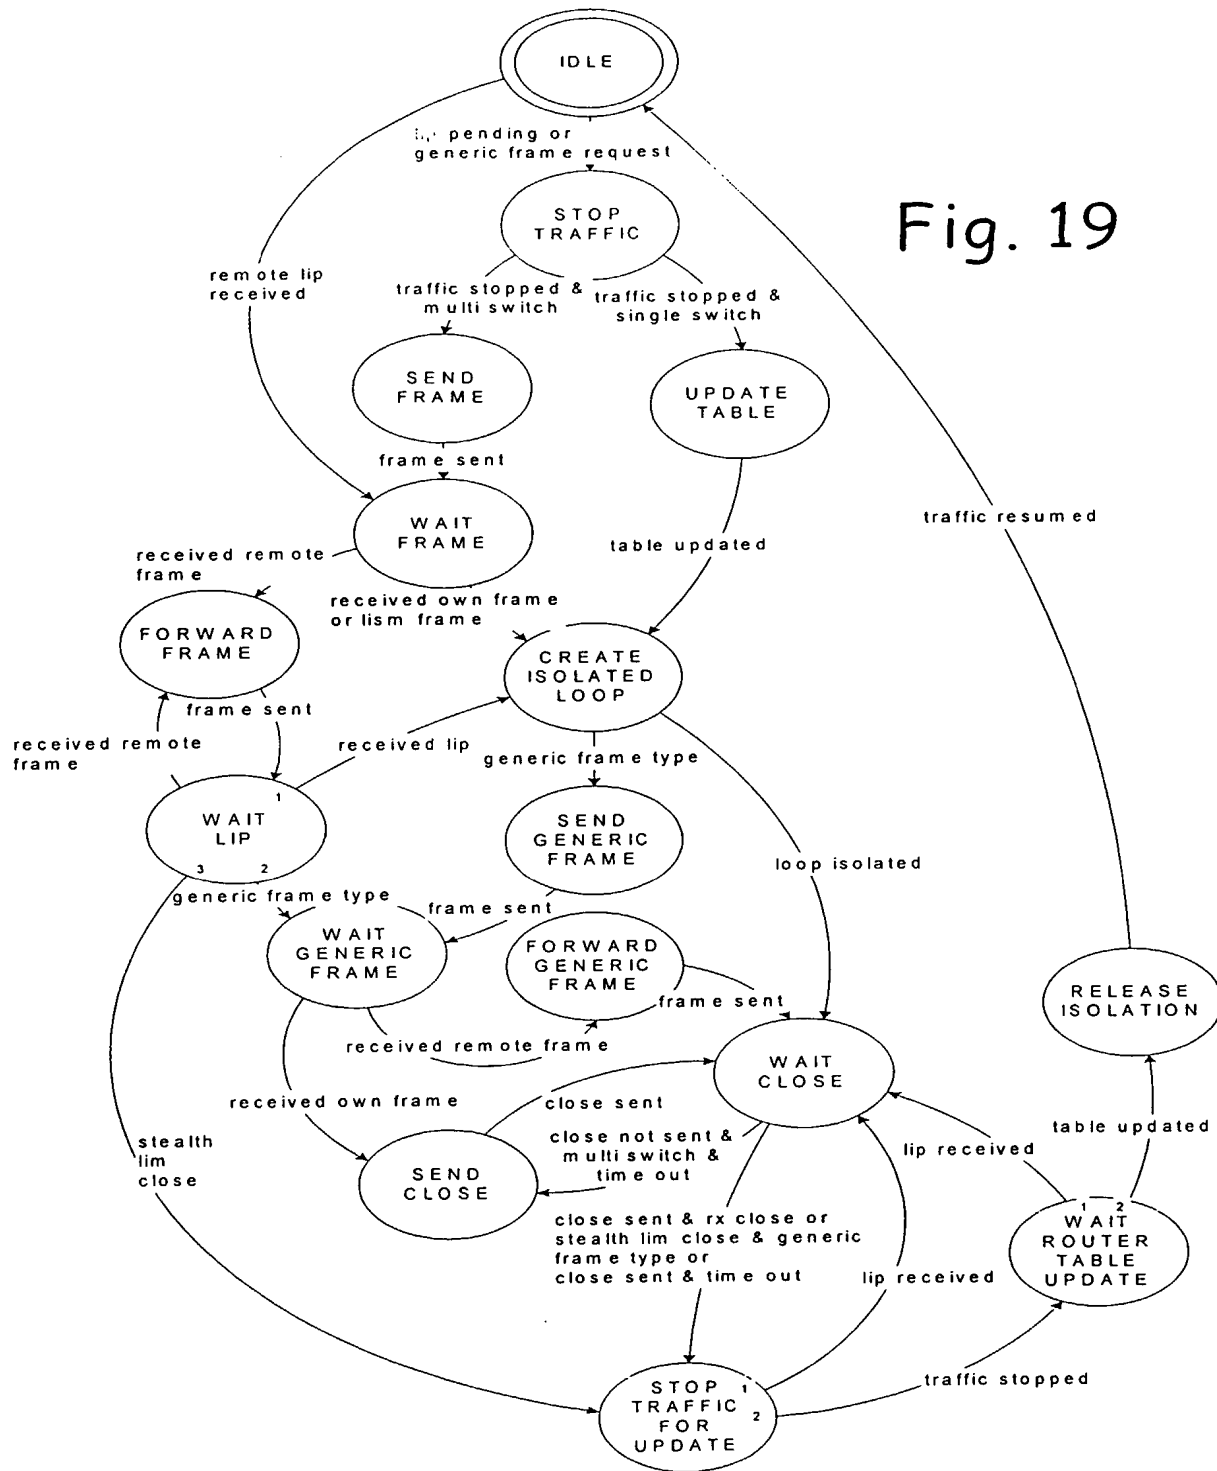 IDLE
pending or
generic frame request
Fig. 19
STOP
TRAFFIC
remote lip
received
traffic stopped &
multi switch
traffic stopped &
single switch
SEND
FRAME
UPDATE
TABLE
frame sent
traffic resumed
WAIT
FRAME
table updated
received remote
frame
received own frame
or lism frame
FORWARD
FRAME
CREATE
ISOLATED
LOOP
frame sent
received remote
frame
received lip
generic frame type
1
WAIT
LIP
3 2
SEND
GENERIC
FRAME
loop isolated
generic frame type
frame sent
WAIT
GENERIC
FRAME
FORWARD
GENERIC
FRAME
frame sent
RELEASE
ISOLATION
received remote frame
WAIT
CLOSE
received own frame
close sent
stealth
lim
close
close not sent &
multi switch &
time out
lip received
table updated
SEND
CLOSE
close sent & rx close or
stealth lim close & generic
frame type or
close sent & time out
1 2
WAIT
ROUTER
TABLE
UPDATE
lip received
traffic stopped
STOP 1
TRAFFIC
2
FOR
UPDATE